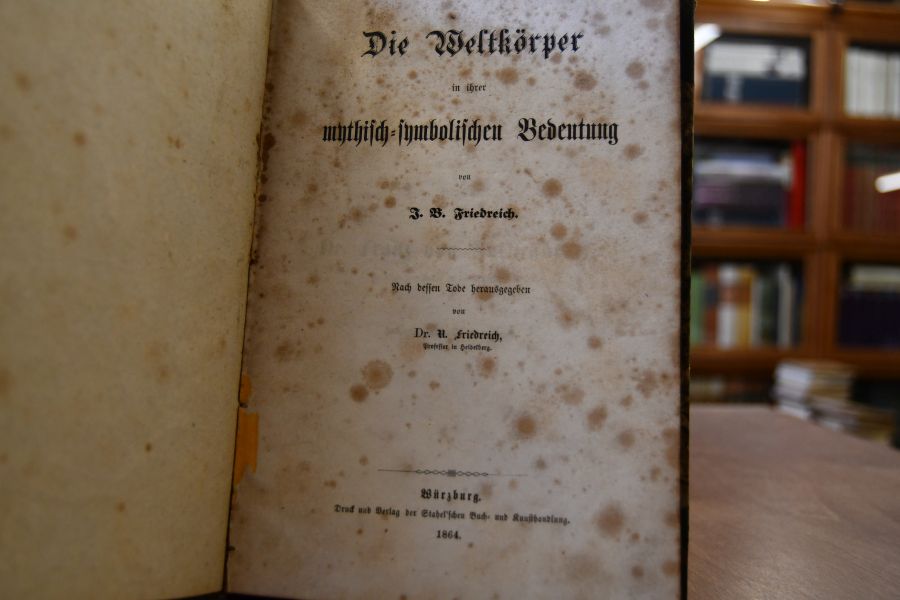 Die Weltkörper
in ihrer
mythisch-symbolischen Bedeutung
von
J. B. Friedreich.
Nach dessen Tode herausgegeben
von
Dr. N. Friedreich,
Professor in Heidelberg.
Würzburg.
Druck und Verlag der Stahel'schen Buch- und Kunsthandlung.
1864.